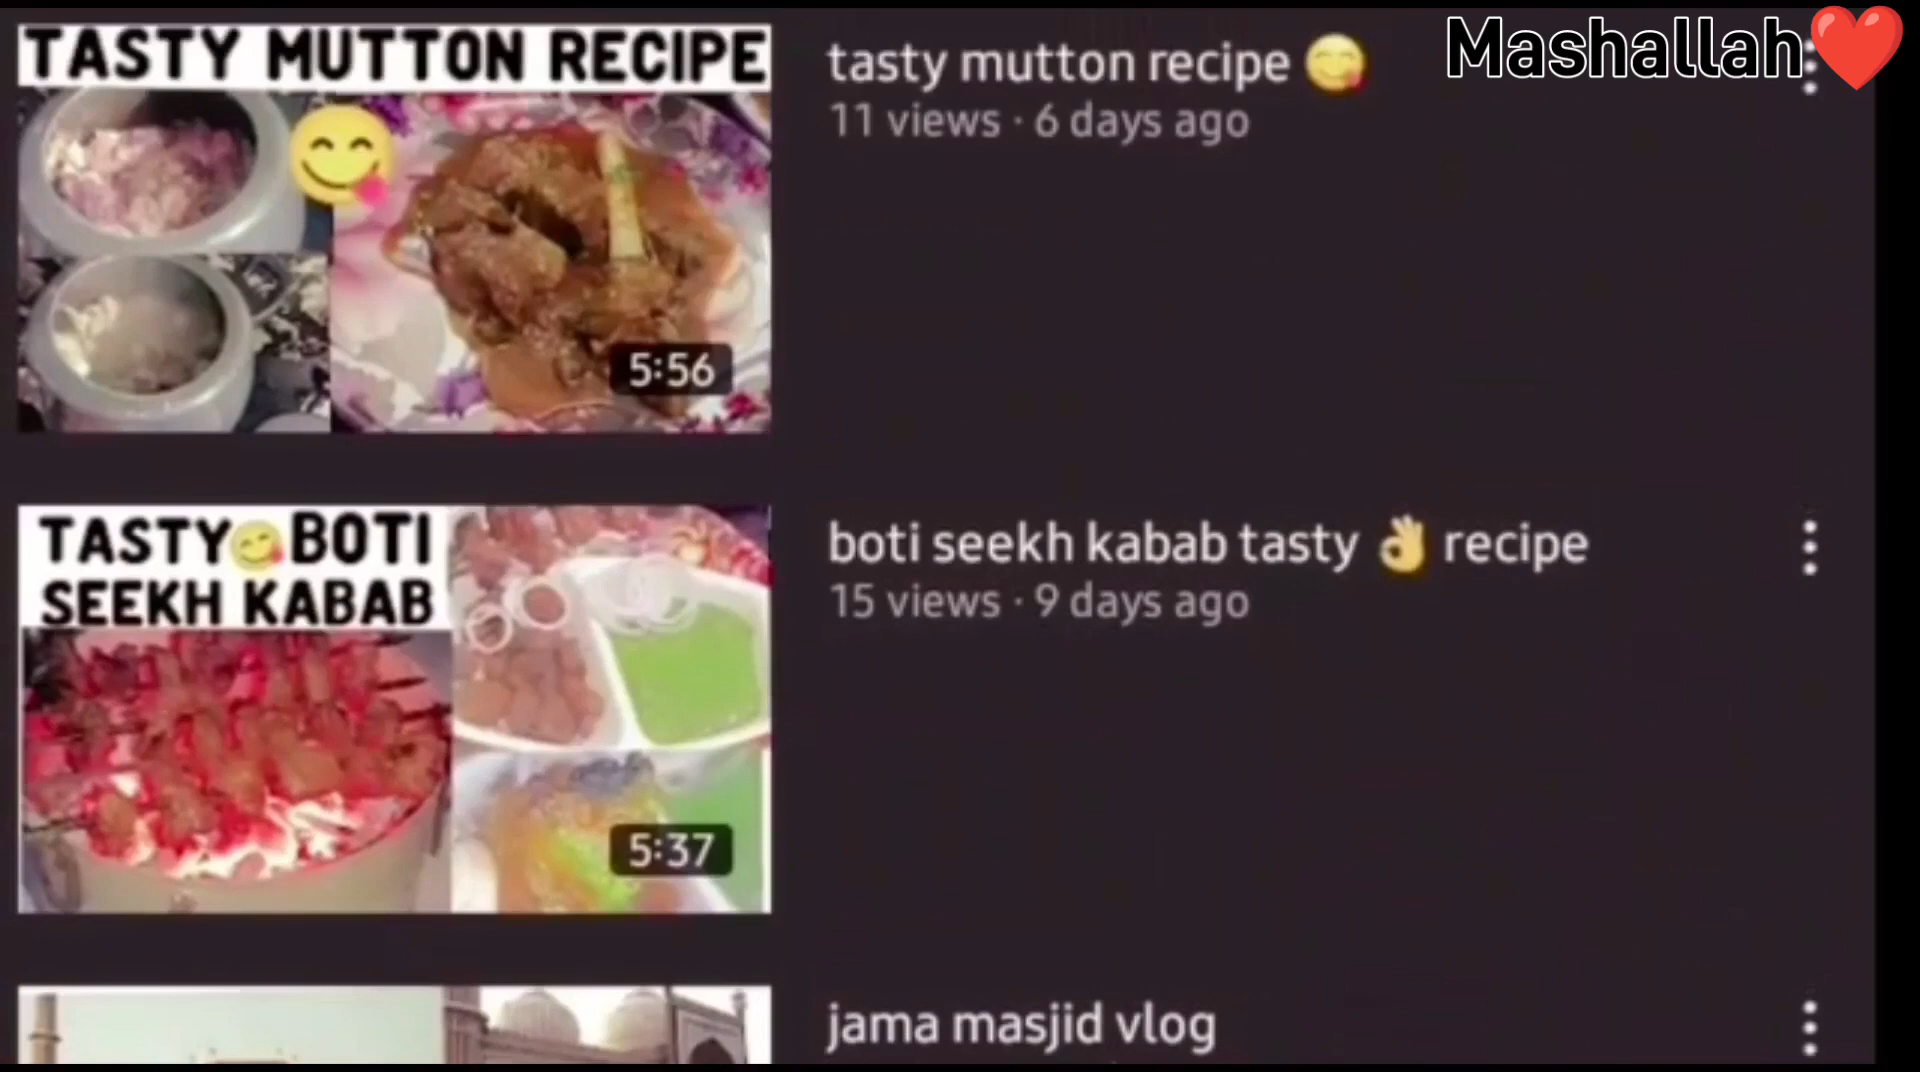 Mashallah❤️
TASTY MUTTON RECIPE
tasty mutton recipe 😋
11 views · 6 days ago
5:56
TASTY😋BOTI
SEEKH KABAB
boti seekh kabab tasty 👌 recipe
15 views · 9 days ago
5:37
jama masjid vlog